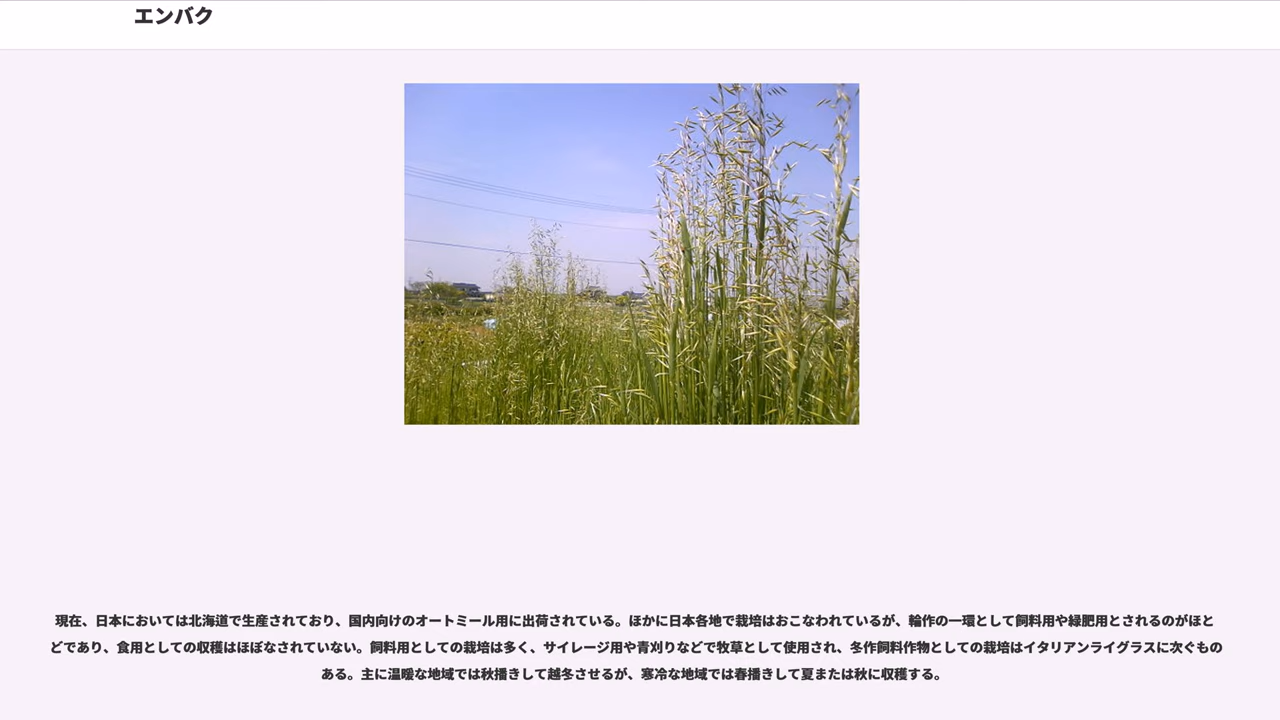 エンバク
現在、日本においては北海道で生産されており、国内向けのオートミール用に出荷されている。ほかに日本各地で栽培はおこなわれているが、輪作の一環として飼料用や緑肥用とされるのがほと
どであり、食用としての収穫はほぼなされていない。飼料用としての栽培は多く、サイレージ用や青刈りなどで牧草として使用され、冬作飼料作物としての栽培はイタリアンライグラスに次ぐもの
ある。主に温暖な地域では秋播きして越冬させるが、寒冷な地域では春播きして夏または秋に収穫する。